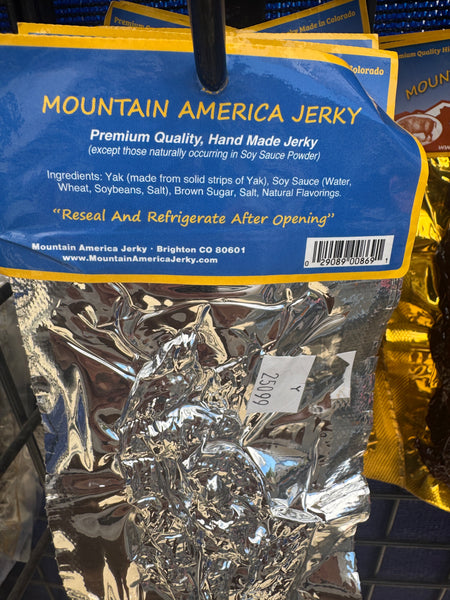 Premium Quality
y Made in Colorado
Colorado
Premium Quality Hi
MOUN
MOUNTAIN AMERICA JERKY
Premium Quality, Hand Made Jerky
(except those naturally occurring in Soy Sauce Powder)
Ingredients: Yak (made from solid strips of Yak), Soy Sauce (Water,
Wheat, Soybeans, Salt), Brown Sugar, Salt, Natural Flavorings.
"Reseal And Refrigerate After Opening"
Mountain America Jerky · Brighton CO 80601
www.MountainAmericaJerky.com
0 29089 00869 1
Y
25099